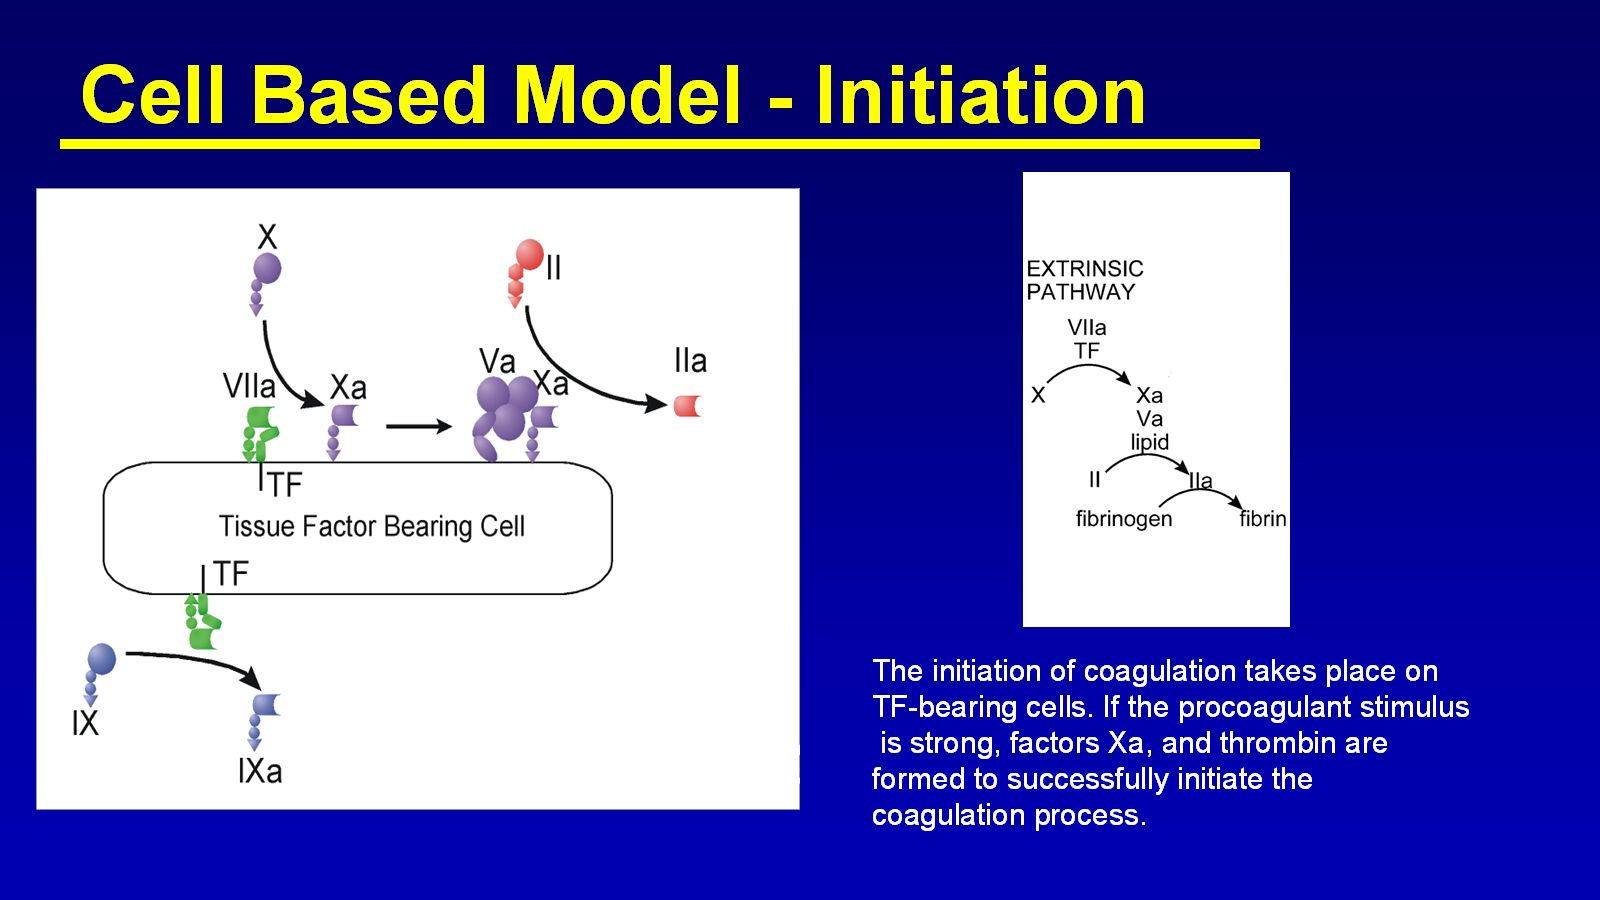 Cell Based Model - Initiation
X
II
VIIa
Xa
Va
Xa
IIa
TF
Tissue Factor Bearing Cell
TF
IX
IXa
EXTRINSIC
PATHWAY
VIIa
TF
X
Xa
Va
lipid
II
IIa
fibrinogen
fibrin
The initiation of coagulation takes place on
TF-bearing cells. If the procoagulant stimulus
is strong, factors Xa, and thrombin are
formed to successfully initiate the
coagulation process.